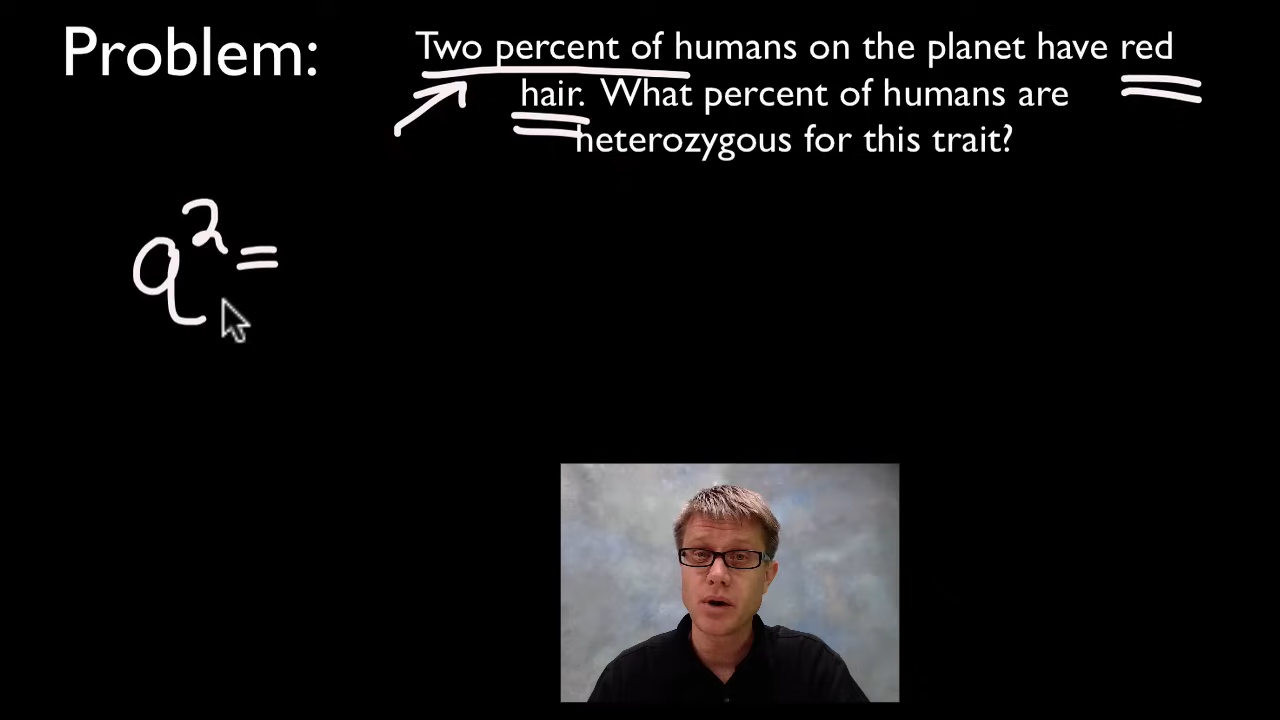 Problem:
Two percent of humans on the planet have red
hair. What percent of humans are
heterozygous for this trait?
q²=